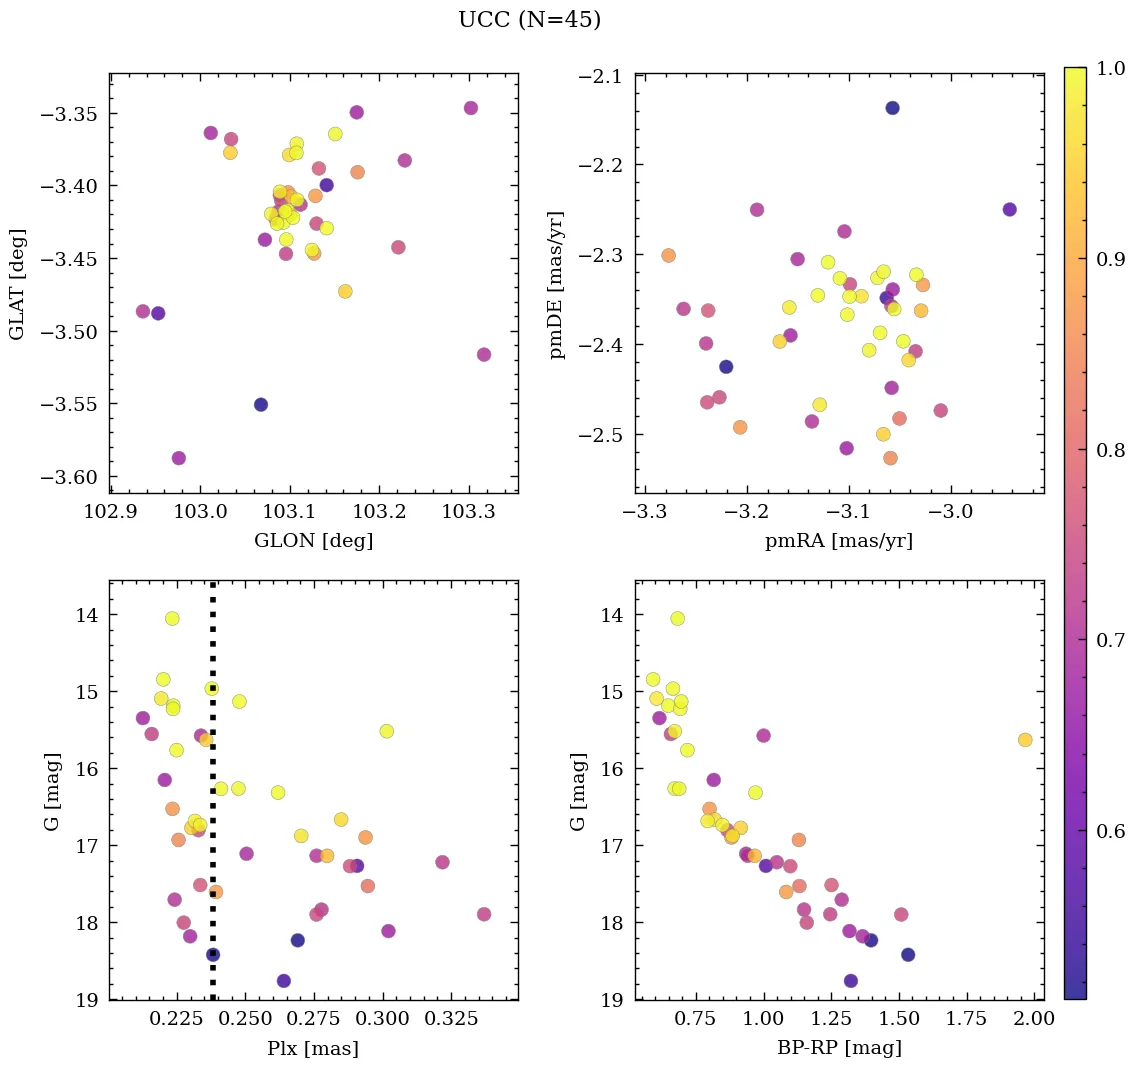 UCC (N=45)
−3.35
−3.40
−3.45
−3.50
−3.55
−3.60
GLAT [deg]
102.9 103.0 103.1 103.2 103.3
GLON [deg]
−2.1
−2.2
−2.3
−2.4
−2.5
pmDE [mas/yr]
−3.3 −3.2 −3.1 −3.0
pmRA [mas/yr]
14
15
16
17
18
19
G [mag]
0.225 0.250 0.275 0.300 0.325
Plx [mas]
14
15
16
17
18
19
G [mag]
0.75 1.00 1.25 1.50 1.75 2.00
BP-RP [mag]
1.0
0.9
0.8
0.7
0.6